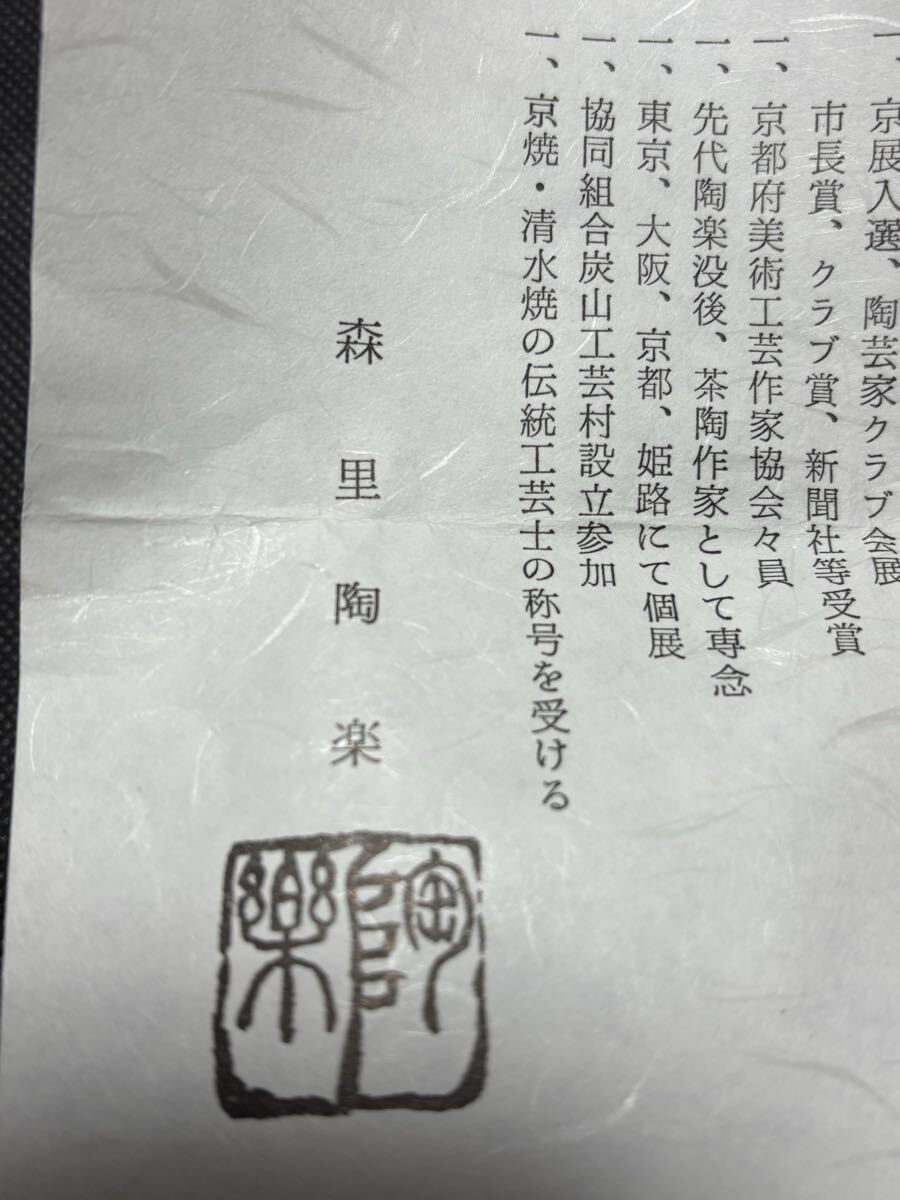 一、京展入選、陶芸家クラブ会展
市長賞、クラブ賞、新聞社等受賞
一、京都府美術工芸作家協会々員
一、先代陶楽没後、茶陶作家として専念
一、東京、大阪、京都、姫路にて個展
一、協同組合炭山工芸村設立参加
一、京焼・清水焼の伝統工芸士の称号を受ける
森里陶楽
陶樂